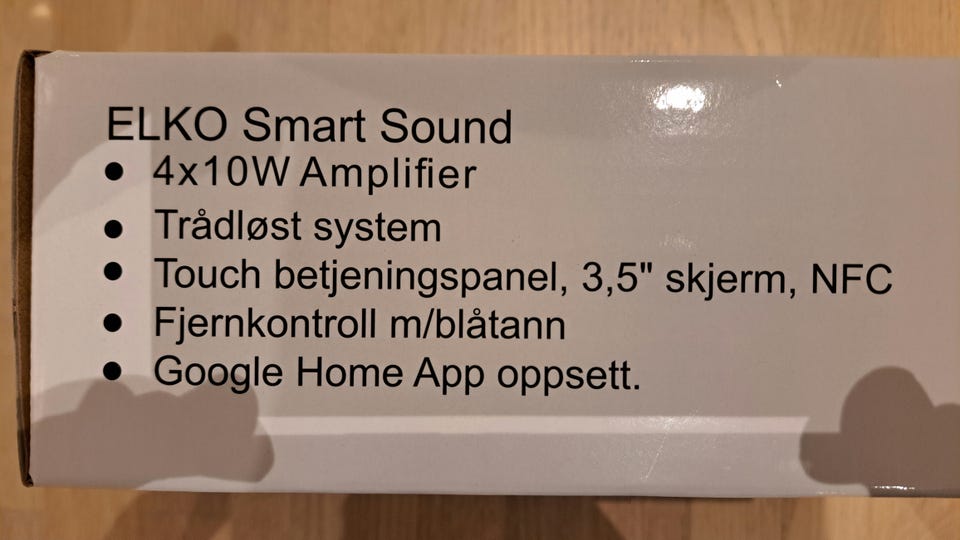 ELKO Smart Sound
● 4x10W Amplifier
● Trådløst system
● Touch betjeningspanel, 3,5" skjerm, NFC
● Fjernkontroll m/blåtann
● Google Home App oppsett.